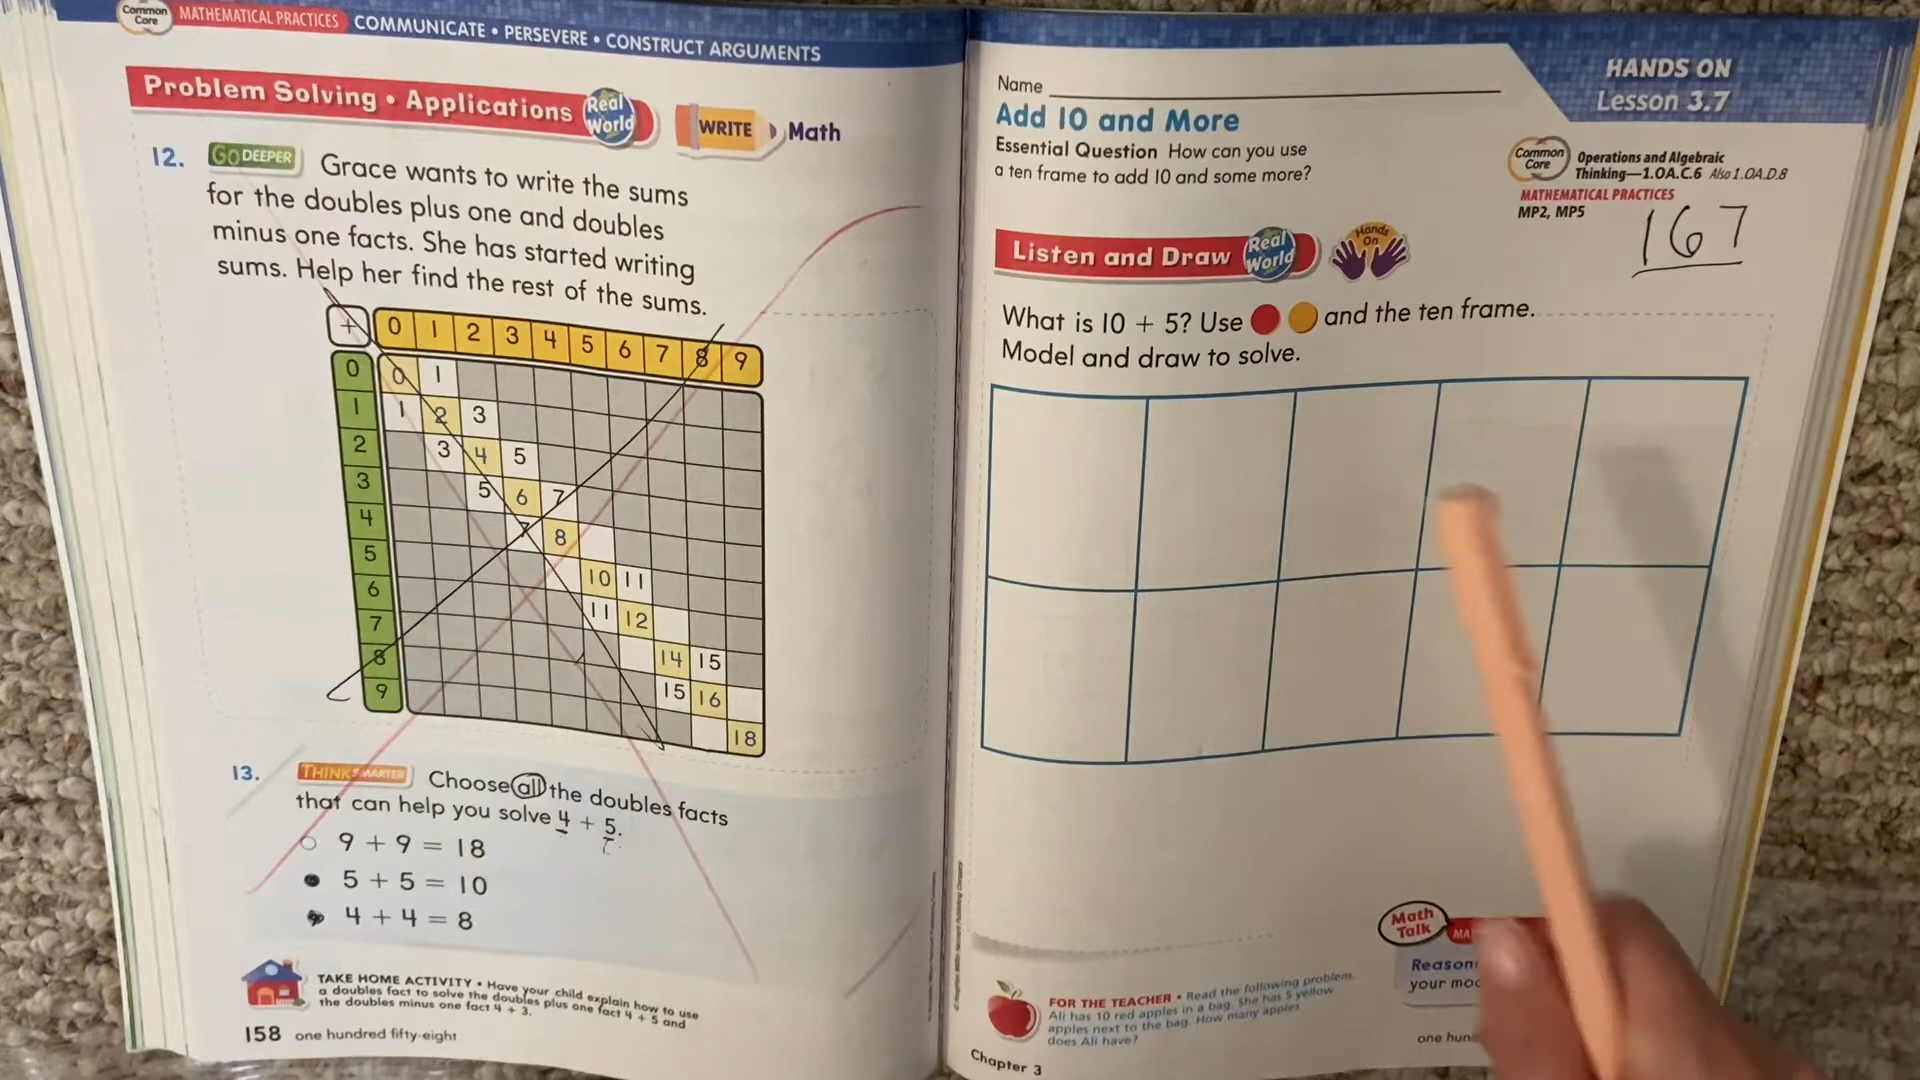 Common Core MATHEMATICAL PRACTICES COMMUNICATE • PERSEVERE • CONSTRUCT ARGUMENTS
Problem Solving • Applications Real World WRITE Math
12. GO DEEPER Grace wants to write the sums
for the doubles plus one and doubles
minus one facts. She has started writing
sums. Help her find the rest of the sums.
+ 0 1 2 3 4 5 6 7 8 9
0 0 1
1 1 2 3
2 3 4 5
3 5 6 7
4 7 8
5 10 11
6 11 12
7 14 15
8 15 16
9 18
13. THINK SMARTER Choose all the doubles facts
that can help you solve 4 + 5.
9 + 9 = 18
5 + 5 = 10
4 + 4 = 8
TAKE HOME ACTIVITY • Have your child explain how to use
a doubles fact to solve the doubles plus one fact 4 + 5 and
the doubles minus one fact 4 + 3.
158 one hundred fifty-eight
HANDS ON
Lesson 3.7
Name
Add 10 and More
Essential Question How can you use
a ten frame to add 10 and some more?
Common Core Operations and Algebraic
Thinking—1.OA.C.6 Also 1.OA.D.8
MATHEMATICAL PRACTICES
MP2, MP5
167
Listen and Draw Real World Hands On
What is 10 + 5? Use and the ten frame.
Model and draw to solve.
Math Talk
your
FOR THE TEACHER • Read the following problem.
Ali has 10 red apples in a bag. She has 5 yellow
apples next to the bag. How many apples
does Ali have?
Chapter 3
one